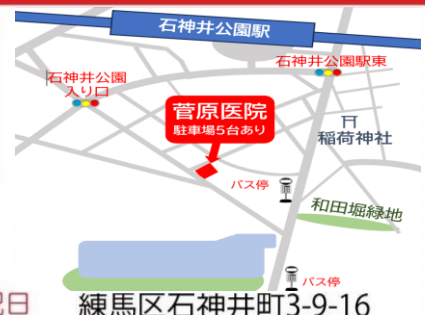 石神井公園駅
石神井公園駅東
石神井公園
入り口
菅原医院
駐車場5台あり
稲荷神社
バス停
和田堀緑地
バス停
練馬区石神井町3-9-16